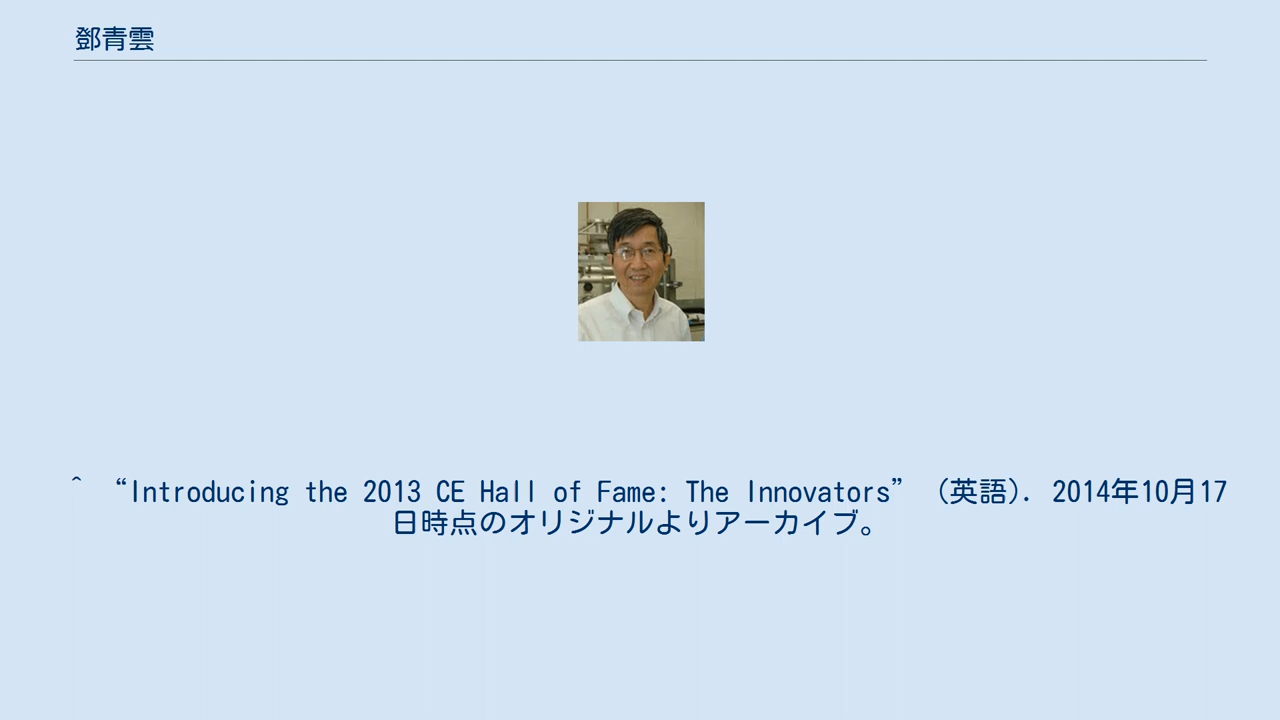 鄧青雲
^ “Introducing the 2013 CE Hall of Fame: The Innovators” (英語). 2014年10月17
日時点のオリジナルよりアーカイブ。